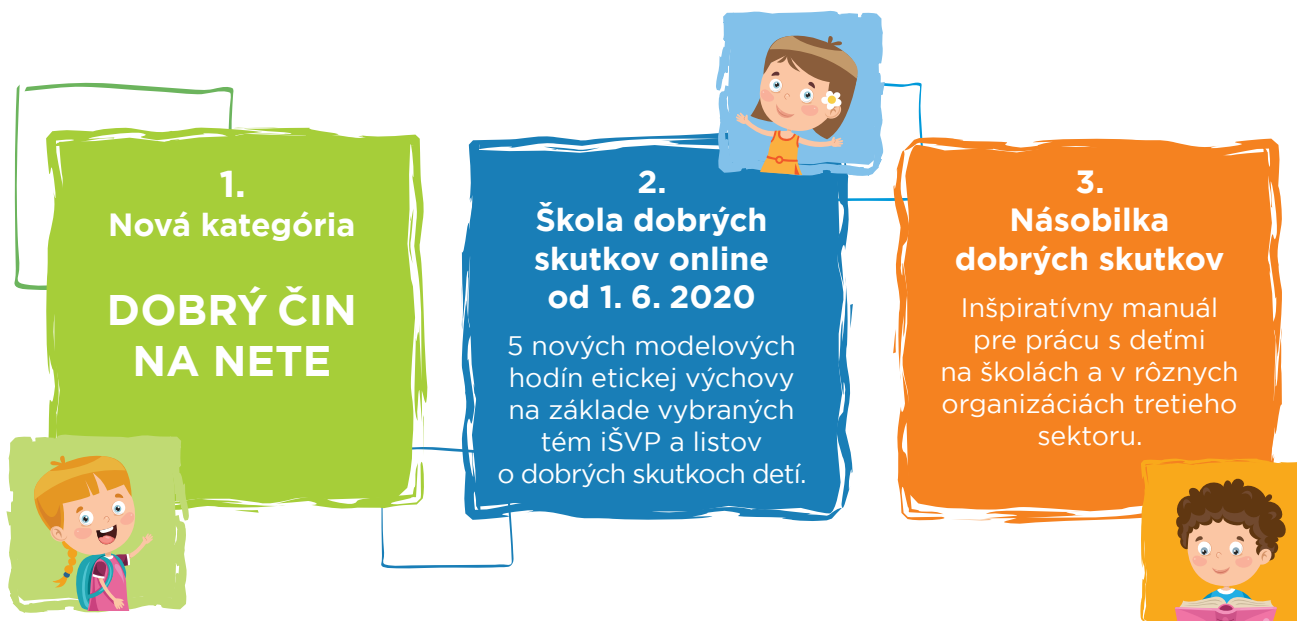 1.
Nová kategória
DOBRÝ ČIN
NA NETE
2.
Škola dobrých
skutkov online
od 1. 6. 2020
5 nových modelových
hodín etickej výchovy
na základe vybraných
tém iŠVP a listov
o dobrých skutkoch detí.
3.
Násobilka
dobrých skutkov
Inšpiratívny manuál
pre prácu s deťmi
na školách a v rôznych
organizáciách tretieho
sektoru.